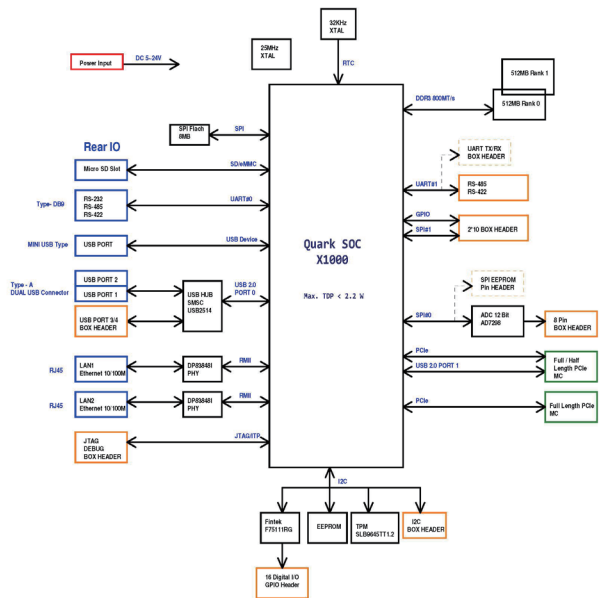 32KHz
XTAL
25MHz
XTAL
Power Input
DC 5~24V
RTC
512MB Rank 1
DDR3 800MT/s
512MB Rank 0
SPI Flach
8MB
SPI
Rear IO
UART TX/RX
BOX HEADER
Micro SD Slot
SD/eMMC
Type- DB9
RS-232
RS-485
RS-422
UART#0
UART#1
RS-485
RS-422
GPIO
SPI#1
2*10 BOX HEADER
MINI USB Type
USB PORT
USB Device
Quark SOC
X1000
Max. TDP < 2.2 W
Type - A
DUAL USB Connector
USB PORT 2
USB PORT 1
USB PORT 3/4
BOX HEADER
USB HUB
SMSC
USB2514
USB 2.0
PORT 0
SPI EEPROM
Pin HEADER
SPI#0
ADC 12 Bit
AD7298
8 Pin
BOX HEADER
RJ45
LAN1
Ethernet 10/100M
DP83848I
PHY
RMII
PCIe
USB 2.0 PORT 1
Full / Half
Length PCIe
MC
RJ45
LAN2
Ethernet 10/100M
DP83848I
PHY
RMII
PCIe
Full Length PCIe
MC
JTAG
DEBUG
BOX HEADER
JTAG/ITP
I2C
Fintek
F75111RG
EEPROM
TPM
SLB9645TT1.2
I2C
BOX HEADER
16 Digital I/O
GPIO Header